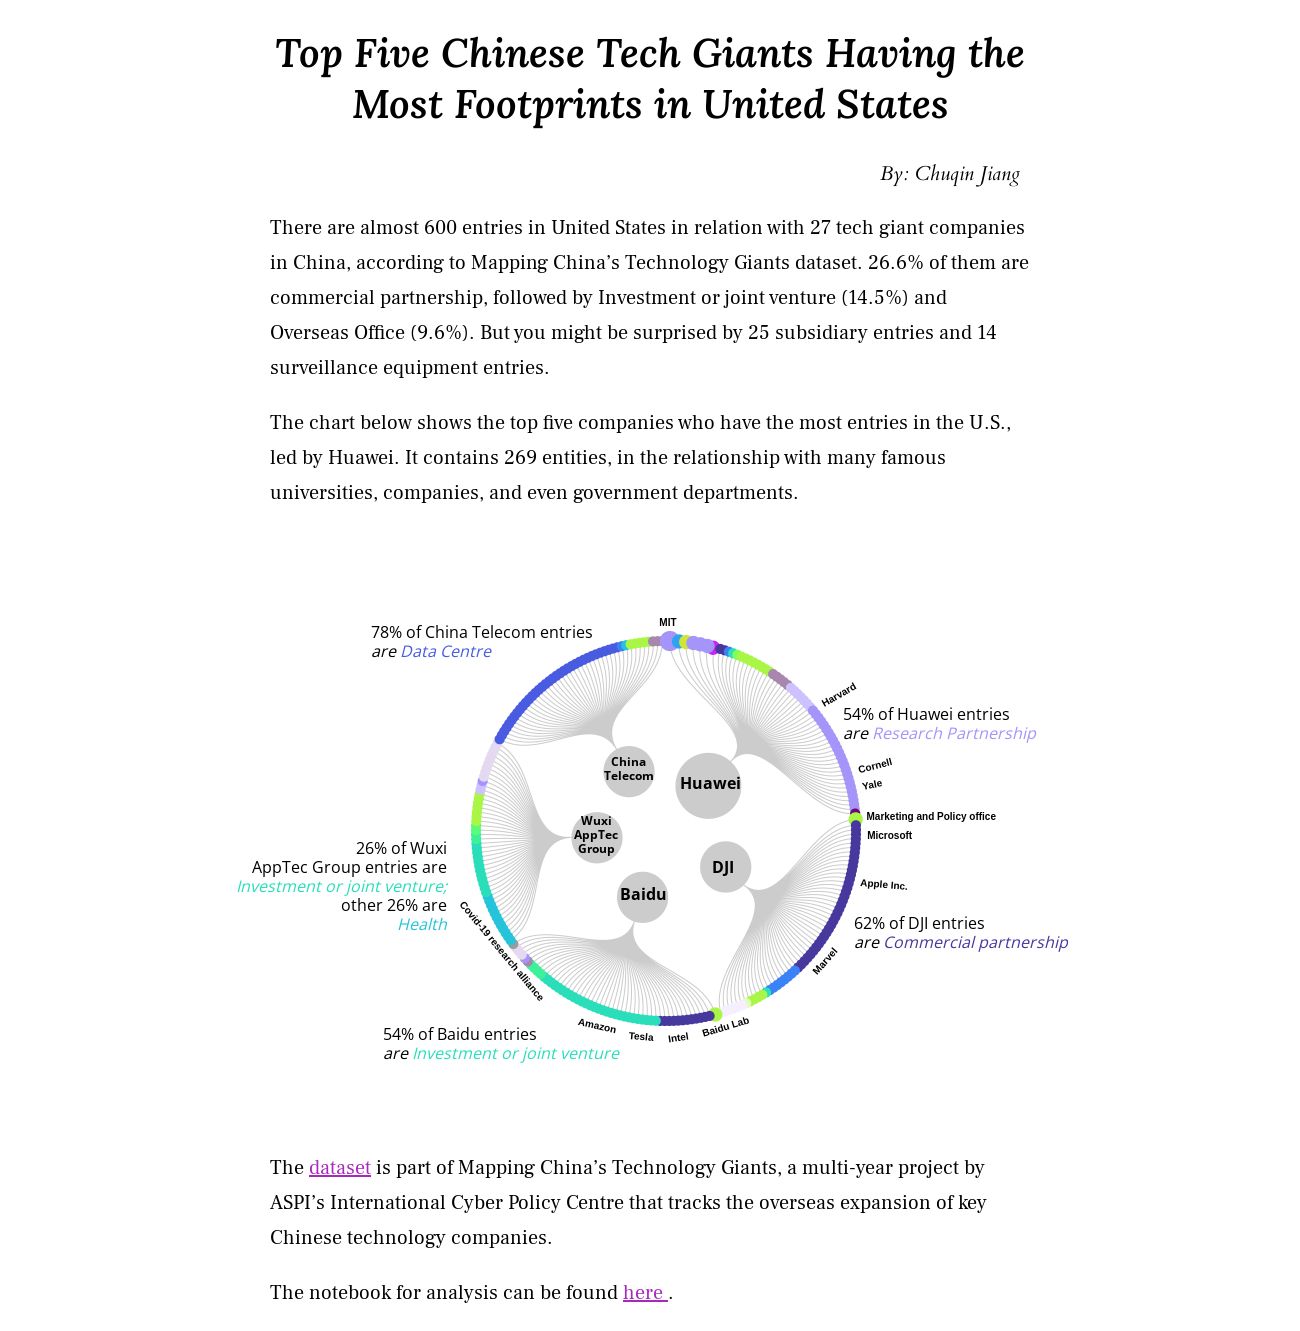 Top Five Chinese Tech Giants Having the
Most Footprints in United States
By: Chuqin Jiang
There are almost 600 entries in United States in relation with 27 tech giant companies
in China, according to Mapping China’s Technology Giants dataset. 26.6% of them are
commercial partnership, followed by Investment or joint venture (14.5%) and
Overseas Office (9.6%). But you might be surprised by 25 subsidiary entries and 14
surveillance equipment entries.
The chart below shows the top five companies who have the most entries in the U.S.,
led by Huawei. It contains 269 entities, in the relationship with many famous
universities, companies, and even government departments.
MIT
78% of China Telecom entries
are Data Centre
Harvard
54% of Huawei entries
are Research Partnership
Cornell
Yale
China
Telecom
Huawei
Marketing and Policy office
Microsoft
Wuxi
AppTec
Group
DJI
Baidu
26% of Wuxi
AppTec Group entries are
Investment or joint venture;
other 26% are
Health
Apple Inc.
62% of DJI entries
are Commercial partnership
Covid-19 research alliance
Marvel
Amazon
Tesla
Intel
Baidu Lab
54% of Baidu entries
are Investment or joint venture
The dataset is part of Mapping China’s Technology Giants, a multi-year project by
ASPI’s International Cyber Policy Centre that tracks the overseas expansion of key
Chinese technology companies.
The notebook for analysis can be found here .